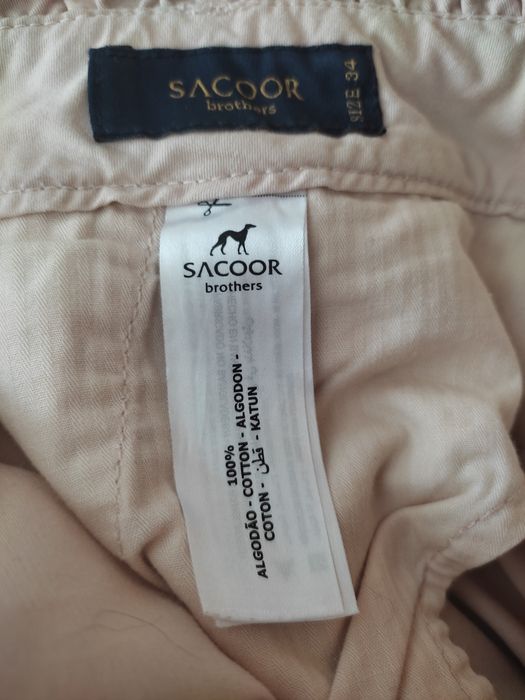 SACOOR
brothers
SIZE 34
SACOOR
brothers
100%
ALGODÃO - COTTON - ALGODON -
COTON - قطن - KATUN